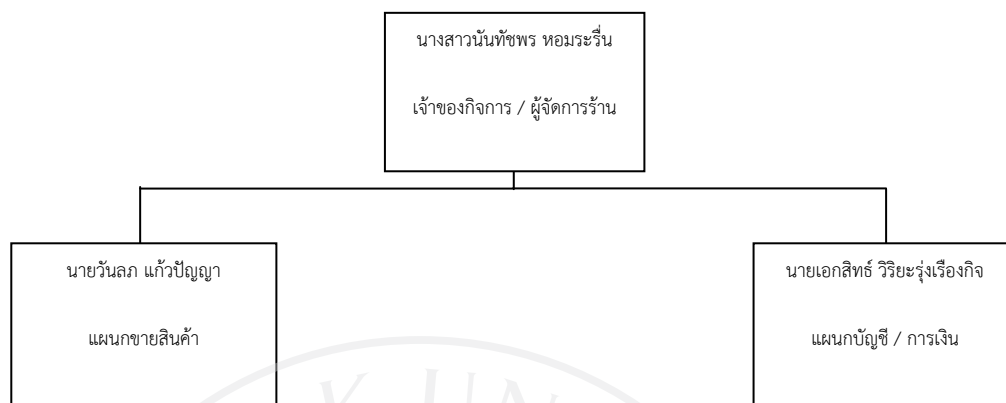 นางสาวนันทัชพร หอมระรื่น
เจ้าของกิจการ / ผู้จัดการร้าน
นายวันลภ แก้วปัญญา
แผนกขายสินค้า
นายเอกสิทธ์ วิริยะรุ่งเรืองกิจ
แผนกบัญชี / การเงิน